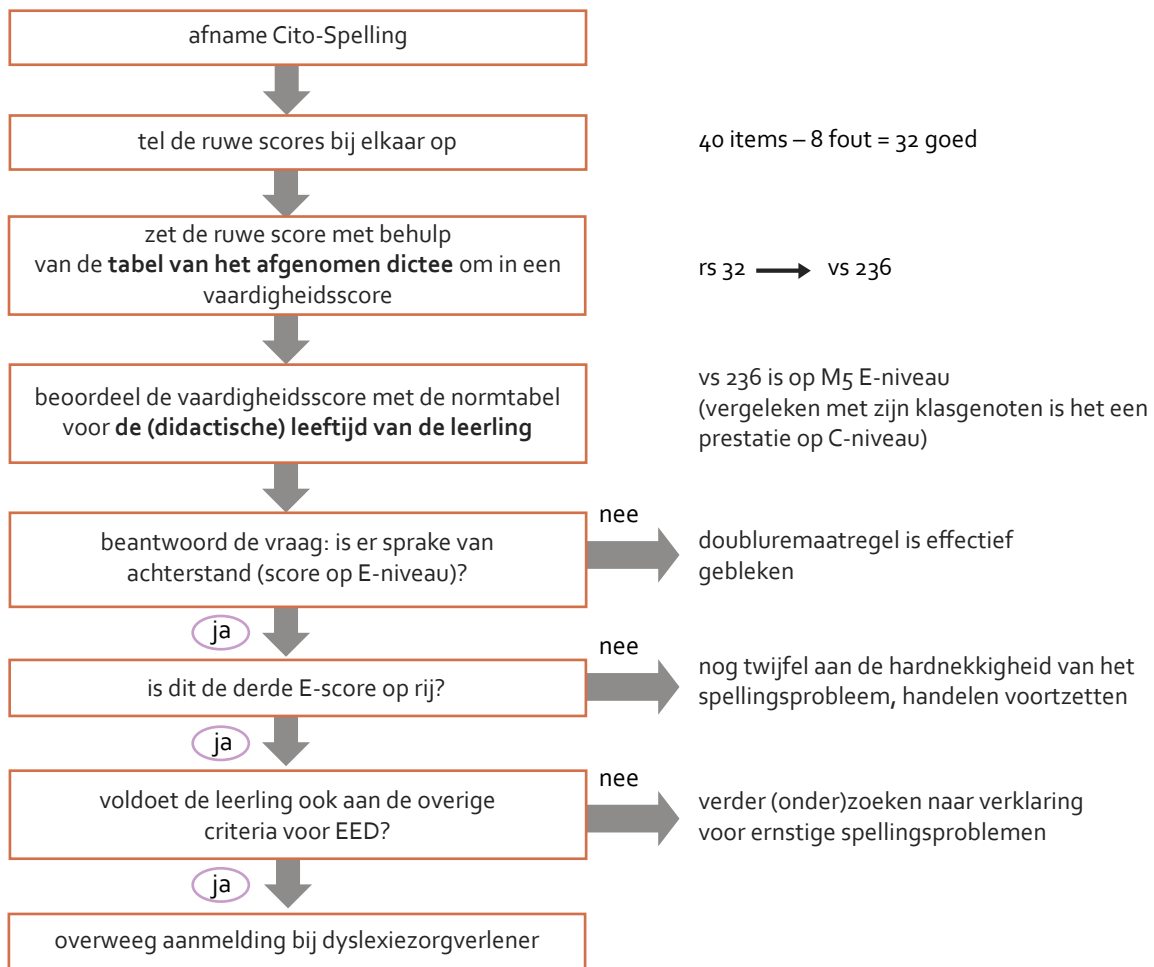 afname Cito-Spelling
tel de ruwe scores bij elkaar op
40 items – 8 fout = 32 goed
zet de ruwe score met behulp
van de tabel van het afgenomen dictee om in een
vaardigheidsscore
rs 32 → vs 236
beoordeel de vaardigheidsscore met de normtabel
voor de (didactische) leeftijd van de leerling
vs 236 is op M5 E-niveau
(vergeleken met zijn klasgenoten is het een
prestatie op C-niveau)
beantwoord de vraag: is er sprake van
achterstand (score op E-niveau)?
nee
doubluremaatregel is effectief
gebleken
ja
is dit de derde E-score op rij?
nee
nog twijfel aan de hardnekkigheid van het
spellingsprobleem, handelen voortzetten
ja
voldoet de leerling ook aan de overige
criteria voor EED?
nee
verder (onder)zoeken naar verklaring
voor ernstige spellingsproblemen
ja
overweeg aanmelding bij dyslexiezorgverlener